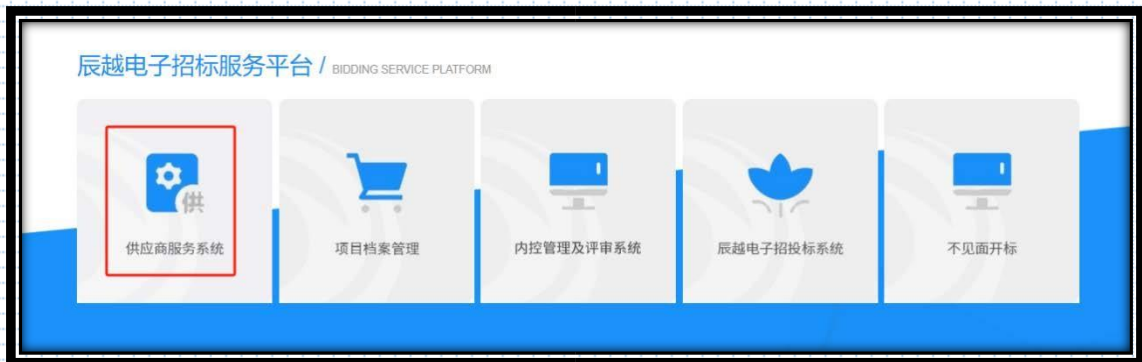 辰越电子招标服务平台 / BIDDING SERVICE PLATFORM
供
供应商服务系统
项目档案管理
内控管理及评审系统
辰越电子招投标系统
不见面开标